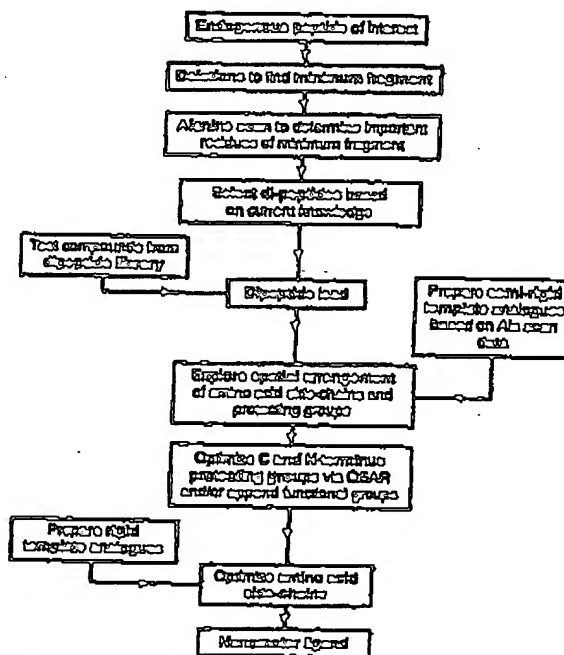 Endogenous peptide of interest
Deletions to find minimum fragment
Alanine scan to determine important
residues of minimum fragment
Select di-peptides based
on current knowledge
Test compounds from
dipeptide library
Dipeptide lead
Prepare semi-rigid
template analogues
based on Ala scan
data
Explore spatial arrangement
of amino acid side-chains and
protecting groups
Optimise C and N-terminus
protecting groups via QSAR
and/or append functional groups
Prepare rigid
template analogues
Optimise amino acid
side-chains
Nanomolar ligand